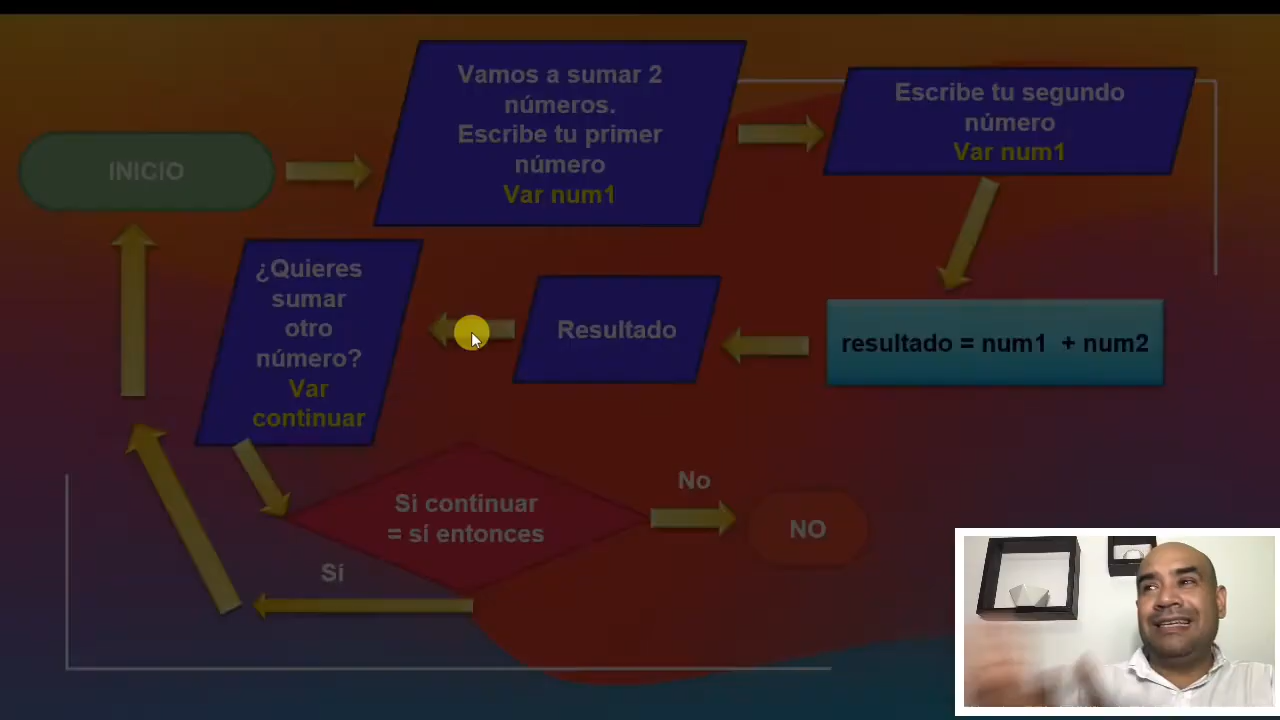 INICIO
Vamos a sumar 2
números.
Escribe tu primer
número
Var num1
Escribe tu segundo
número
Var num1
resultado = num1 + num2
Resultado
¿Quieres
sumar
otro
número?
Var
continuar
Si continuar
= sí entonces
No
NO
Sí